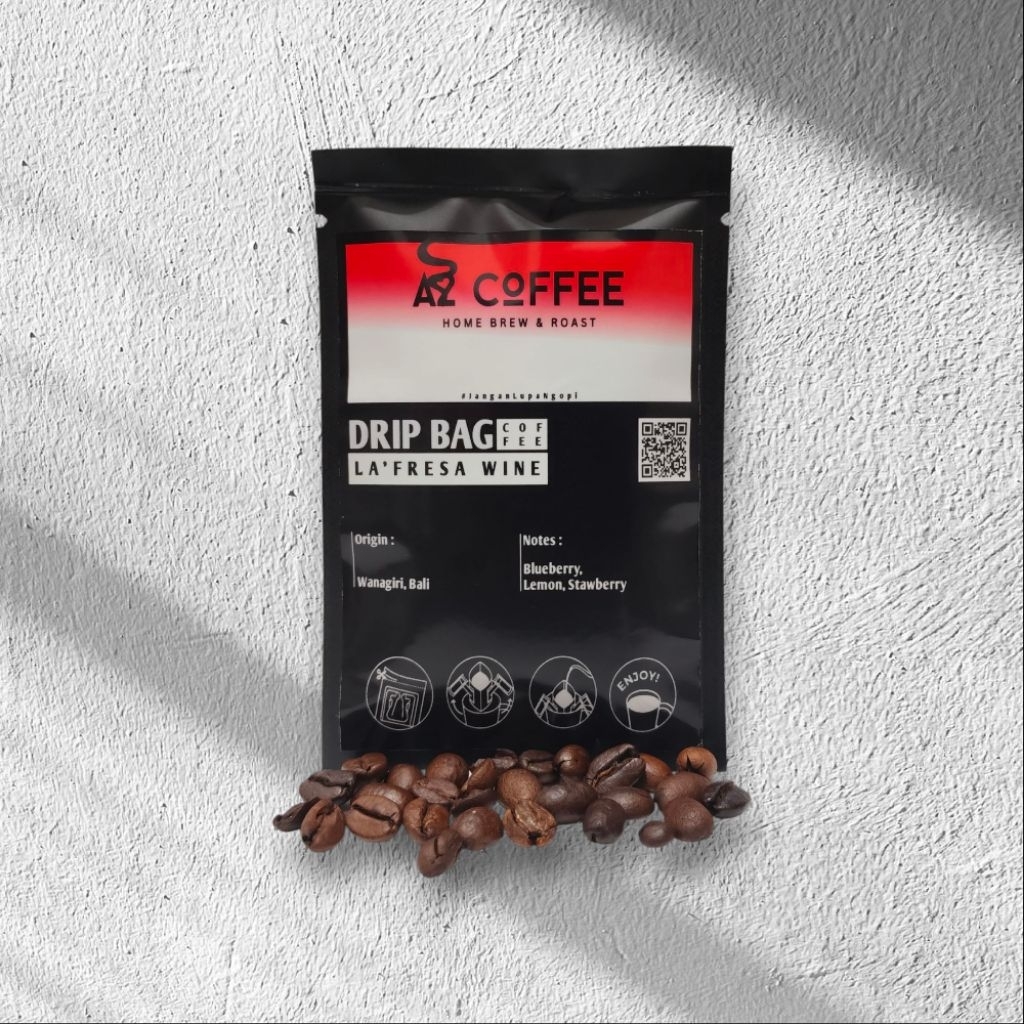 AZ COFFEE
HOME BREW & ROAST
#JanganLupaNgopi
DRIP BAG COF
FEE
LA'FRESA WINE
Origin :
Wanagiri, Bali
Notes :
Blueberry,
Lemon, Stawberry
ENJOY!